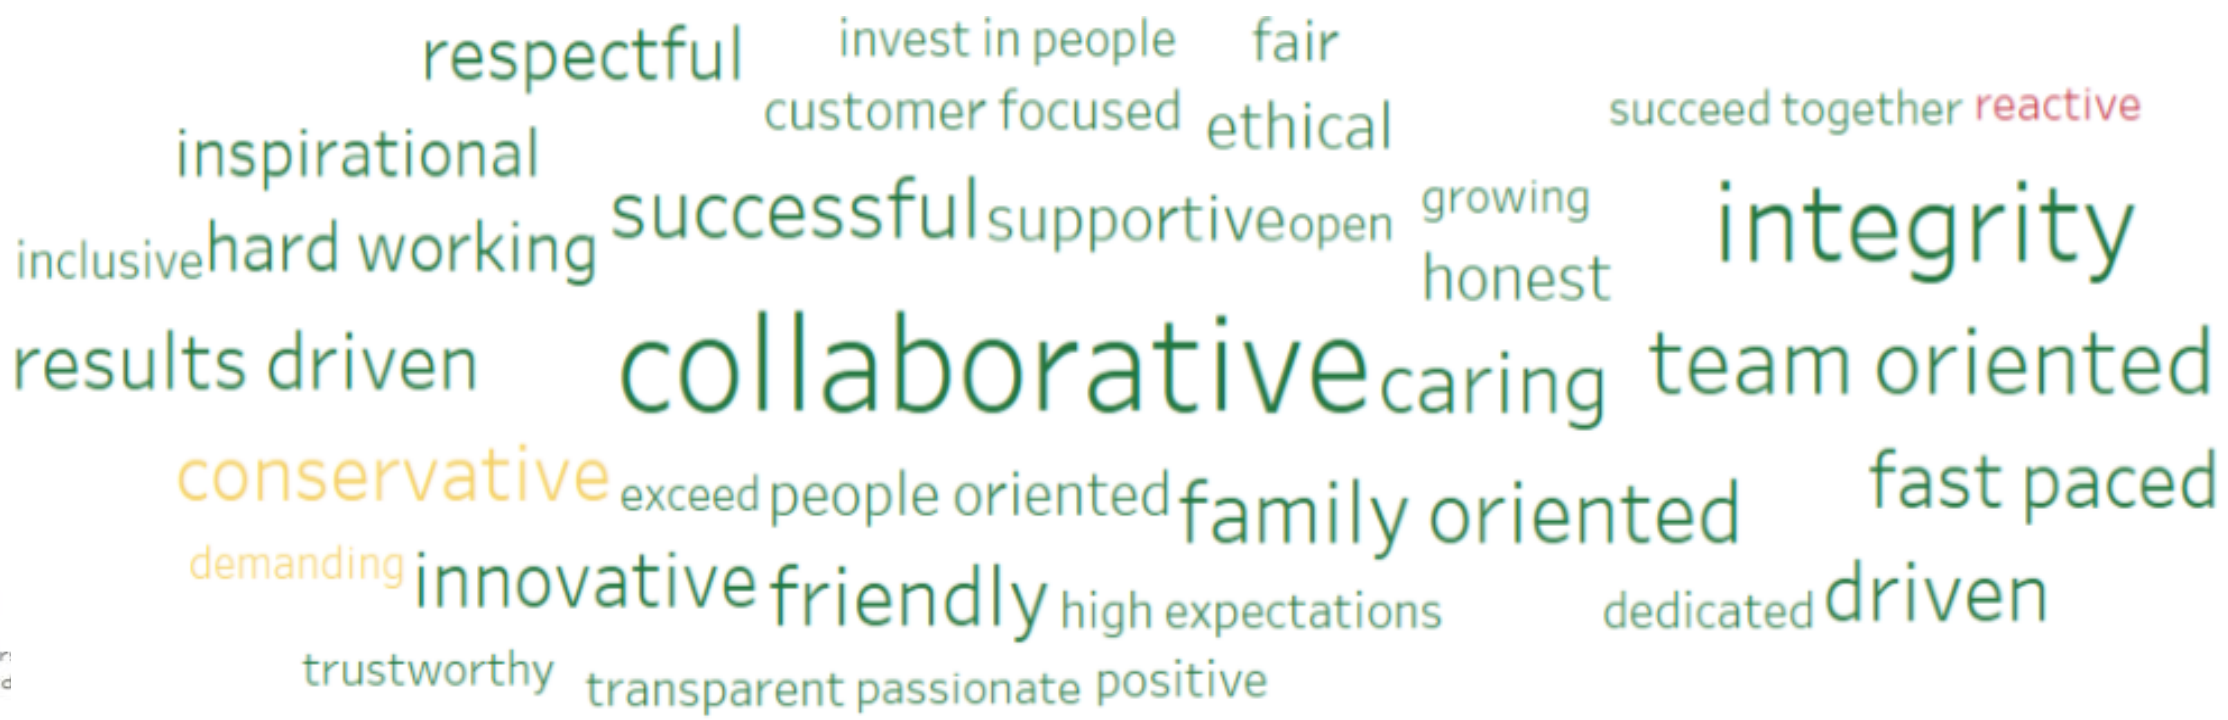 respectful invest in people fair
customer focused ethical succeed together reactive
inspirational
successful supportive open growing integrity
inclusive hard working honest
results driven collaborative caring team oriented
conservative exceed people oriented family oriented fast paced
demanding innovative friendly high expectations dedicated driven
trustworthy transparent passionate positive